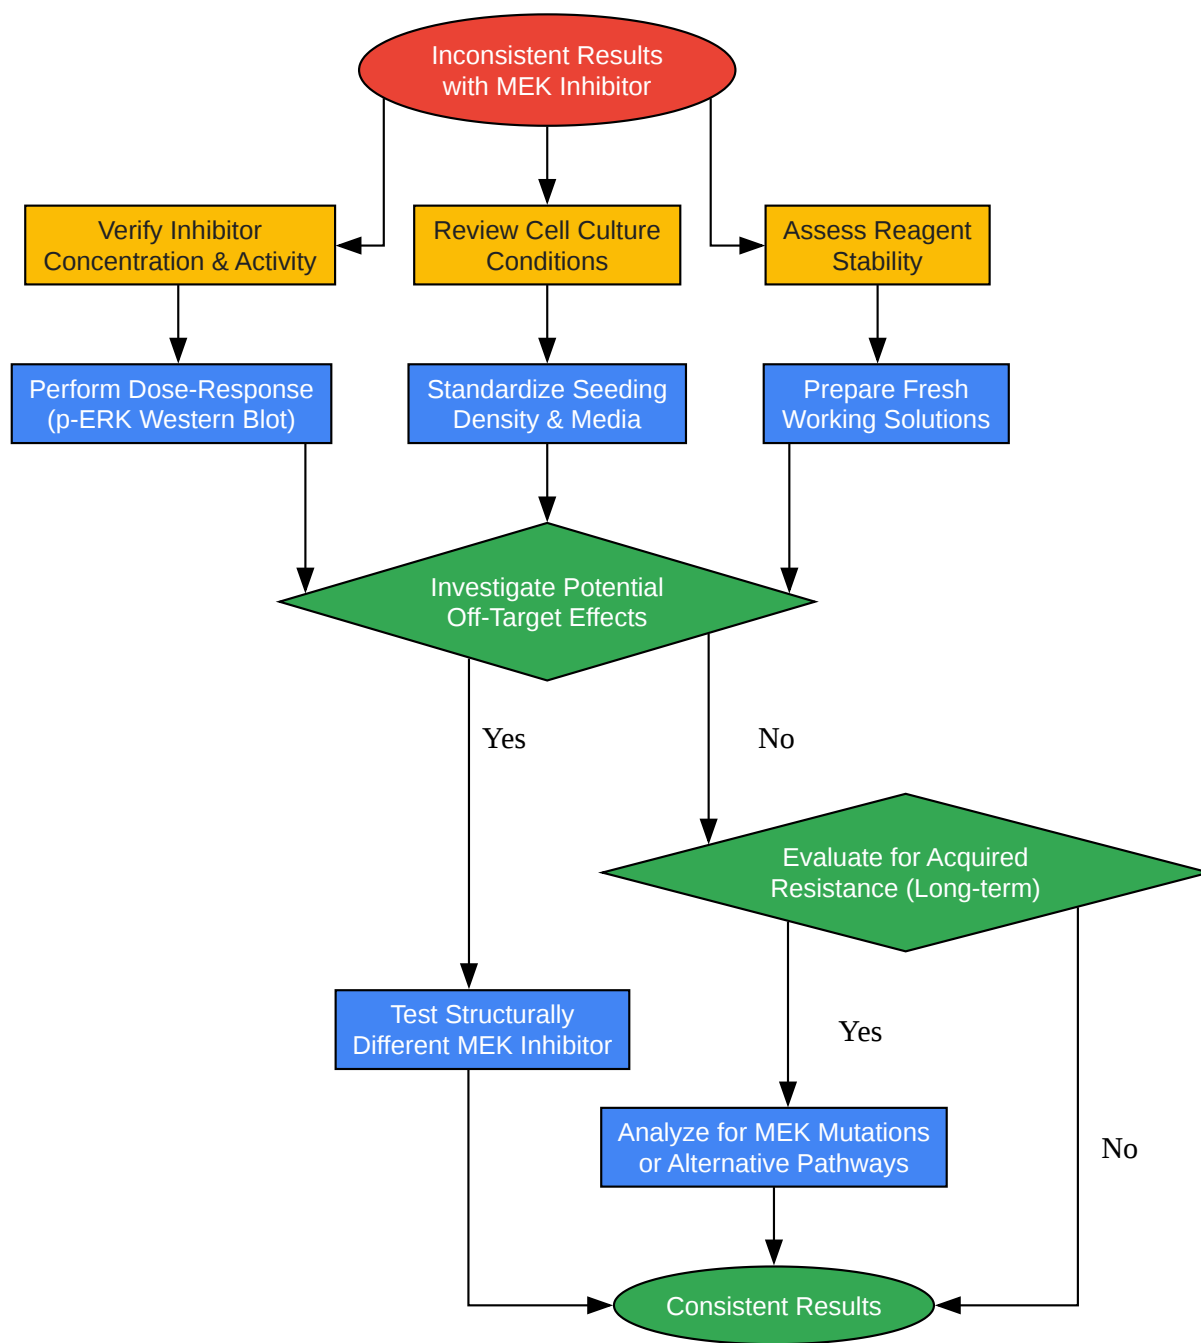 Inconsistent Results
with MEK Inhibitor
Verify Inhibitor
Concentration & Activity
Review Cell Culture
Conditions
Assess Reagent
Stability
Perform Dose-Response
(p-ERK Western Blot)
Standardize Seeding
Density & Media
Prepare Fresh
Working Solutions
Investigate Potential
Off-Target Effects
Yes
No
Evaluate for Acquired
Resistance (Long-term)
Test Structurally
Different MEK Inhibitor
Yes
Analyze for MEK Mutations
or Alternative Pathways
No
Consistent Results